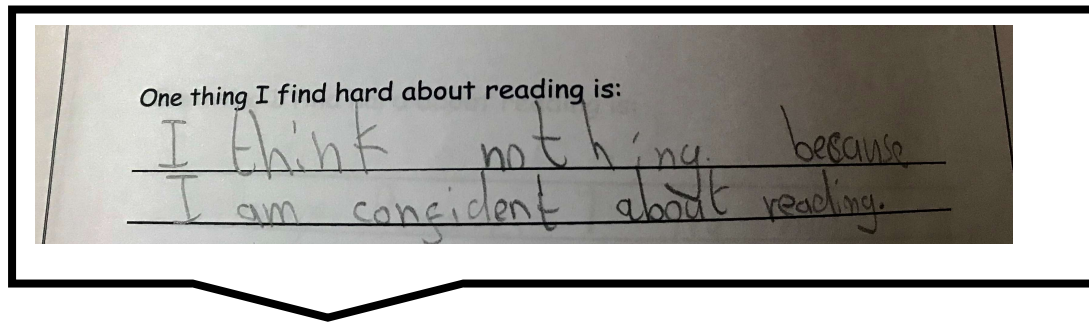 One thing I find hard about reading is:
I think nothing. because
I am confident about reading.